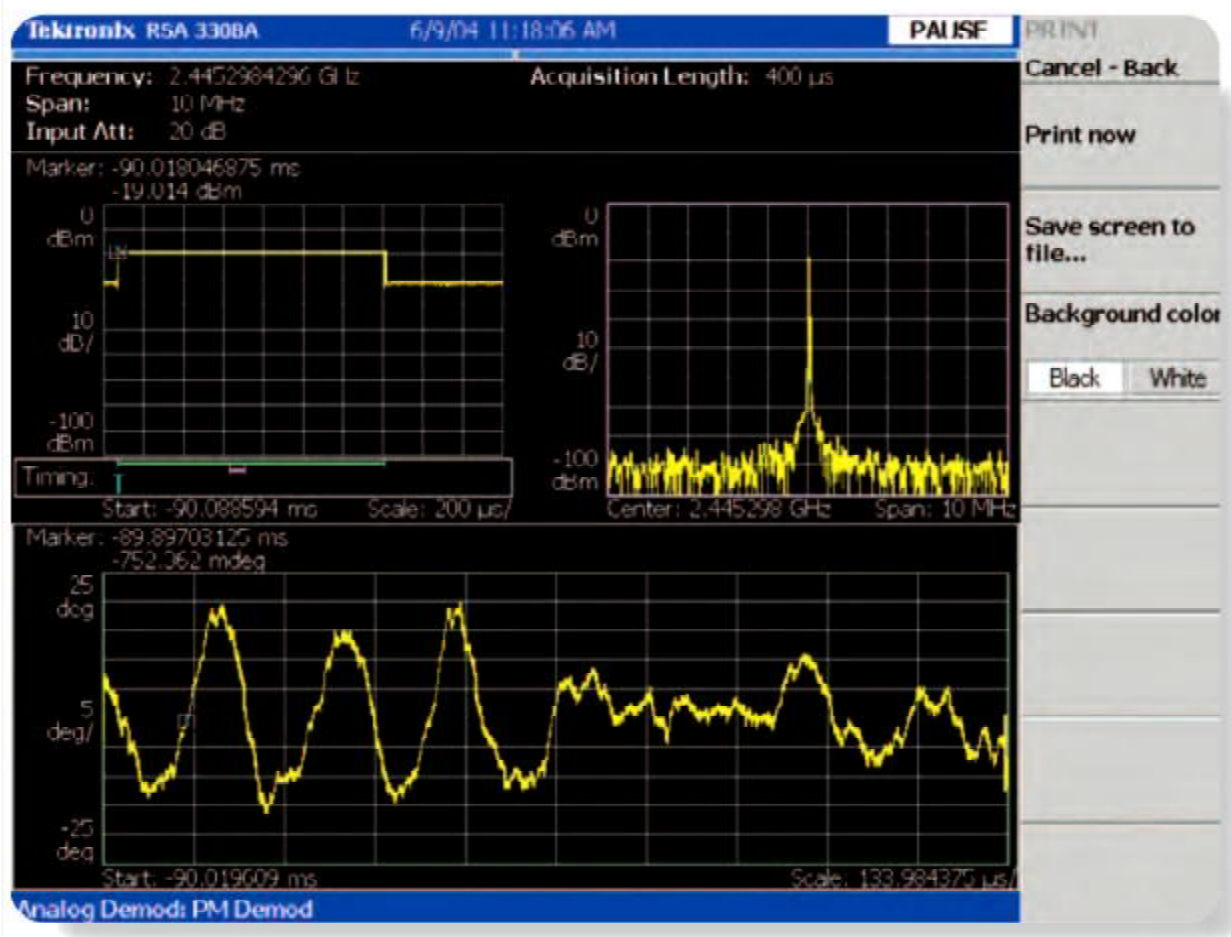 Tektronix RSA 3308A 6/9/04 11:18:06 AM PAUSE
PRINT
Cancel - Back
Print now
Save screen to
file...
Background color
Black White
Frequency: 2.4452984296 GHz Acquisition Length: 400 µs
Span: 10 MHz
Input Att: 20 dB
Marker: -90.018046875 ms
-19.014 dBm
0
dBm
10
dB/
-100
dBm
Timing:
Start: -90.088594 ms Scale: 200 µs/
0
dBm
10
dB/
-100
dBm
Center: 2.445298 GHz Span: 10 MHz
Marker: -89.89703125 ms
-752.362 mdeg
25
deg
5
deg/
-25
deg
Start: -90.019609 ms Scale: 133.984375 µs/
Analog Demod: PM Demod